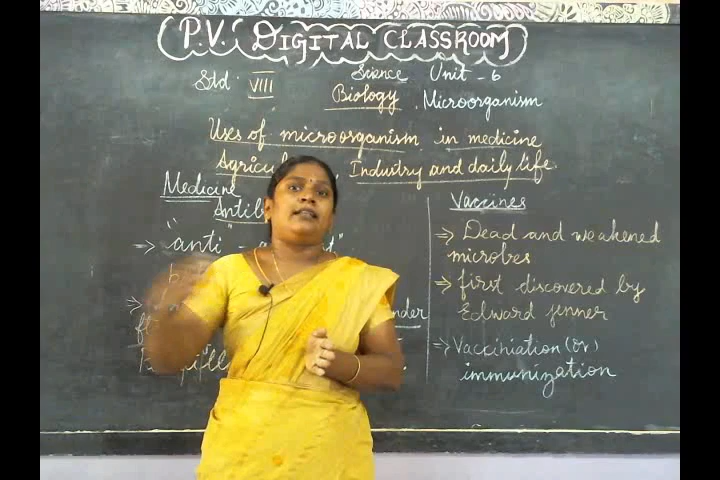 P.V. DIGITAL CLASSROOM
Std VIII Science Unit - 6
Biology Microorganism
Uses of microorganism in medicine
Industry and daily life
Medicine
"anti"
Vaccines
⇒ Dead and weakened
microbes
⇒ first discovered by
Edward Jenner
⇒ Vaccination (or)
immunization